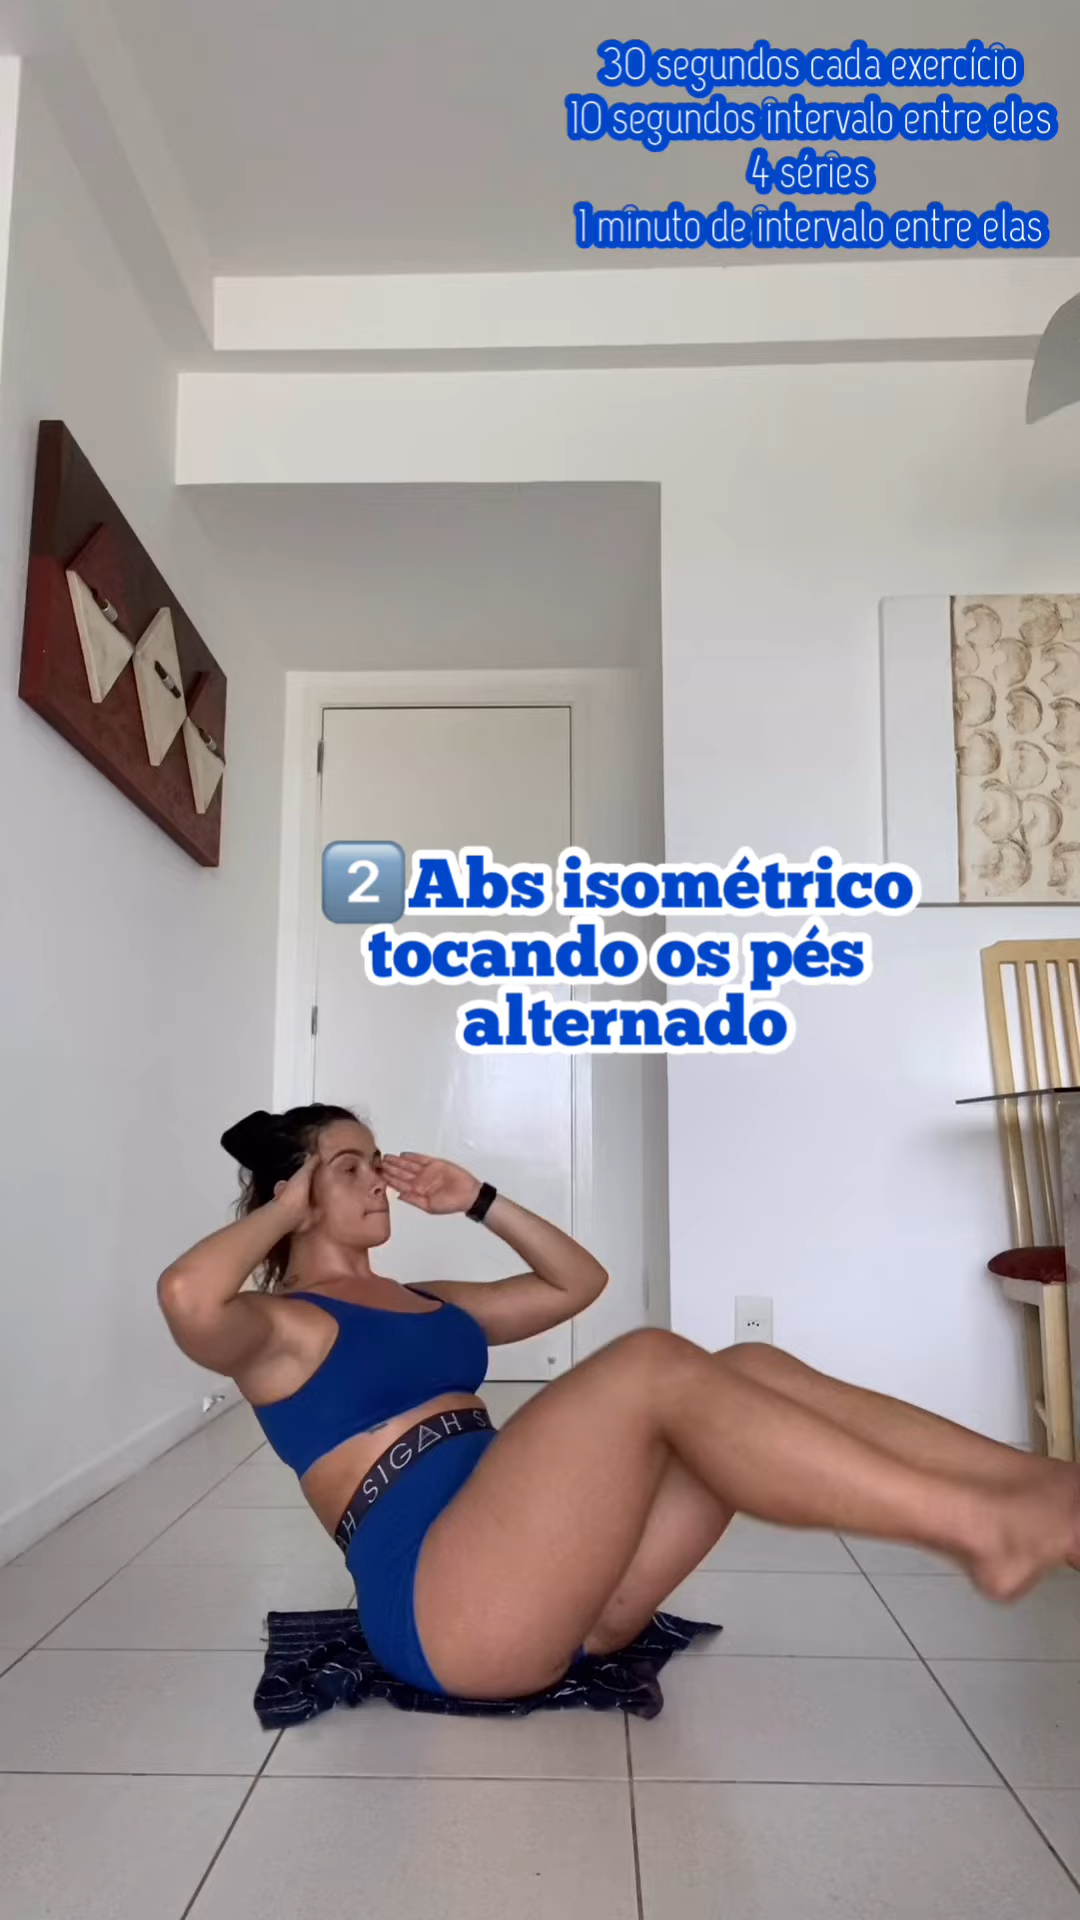 30 segundos cada exercício
10 segundos intervalo entre eles
4 séries
1 minuto de intervalo entre elas
2 Abs isométrico
tocando os pés
alternado
H SIGAH S